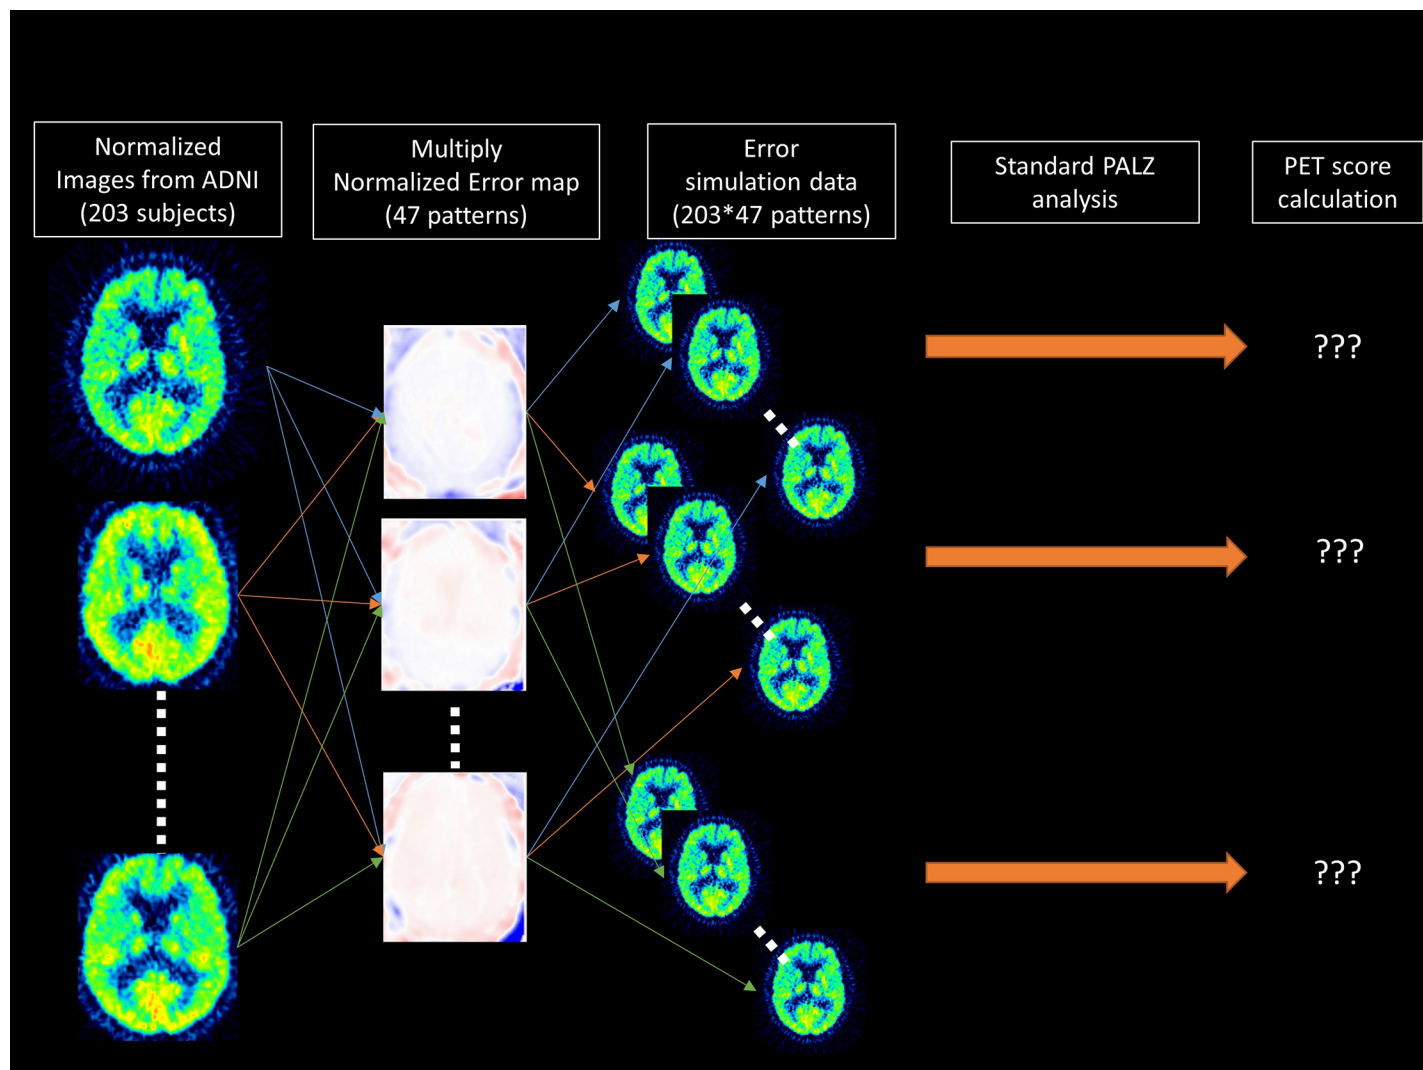 Normalized
Images from ADNI
(203 subjects)
Multiply
Normalized Error map
(47 patterns)
Error
simulation data
(203*47 patterns)
Standard PALZ
analysis
PET score
calculation
???
???
???